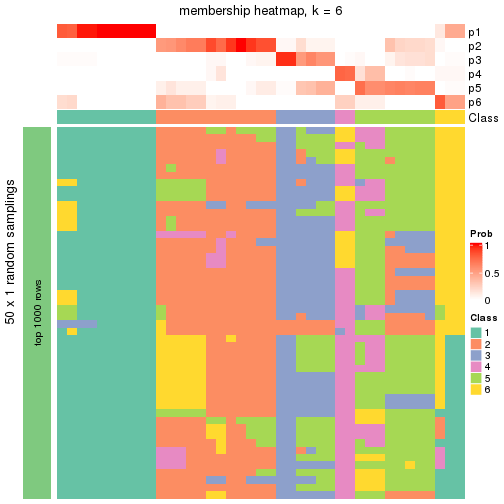 membership heatmap, k = 6
p1
p2
p3
p4
p5
p6
Class
50 x 1 random samplings
top 1000 rows
Prob
1
0.5
0
Class
1
2
3
4
5
6